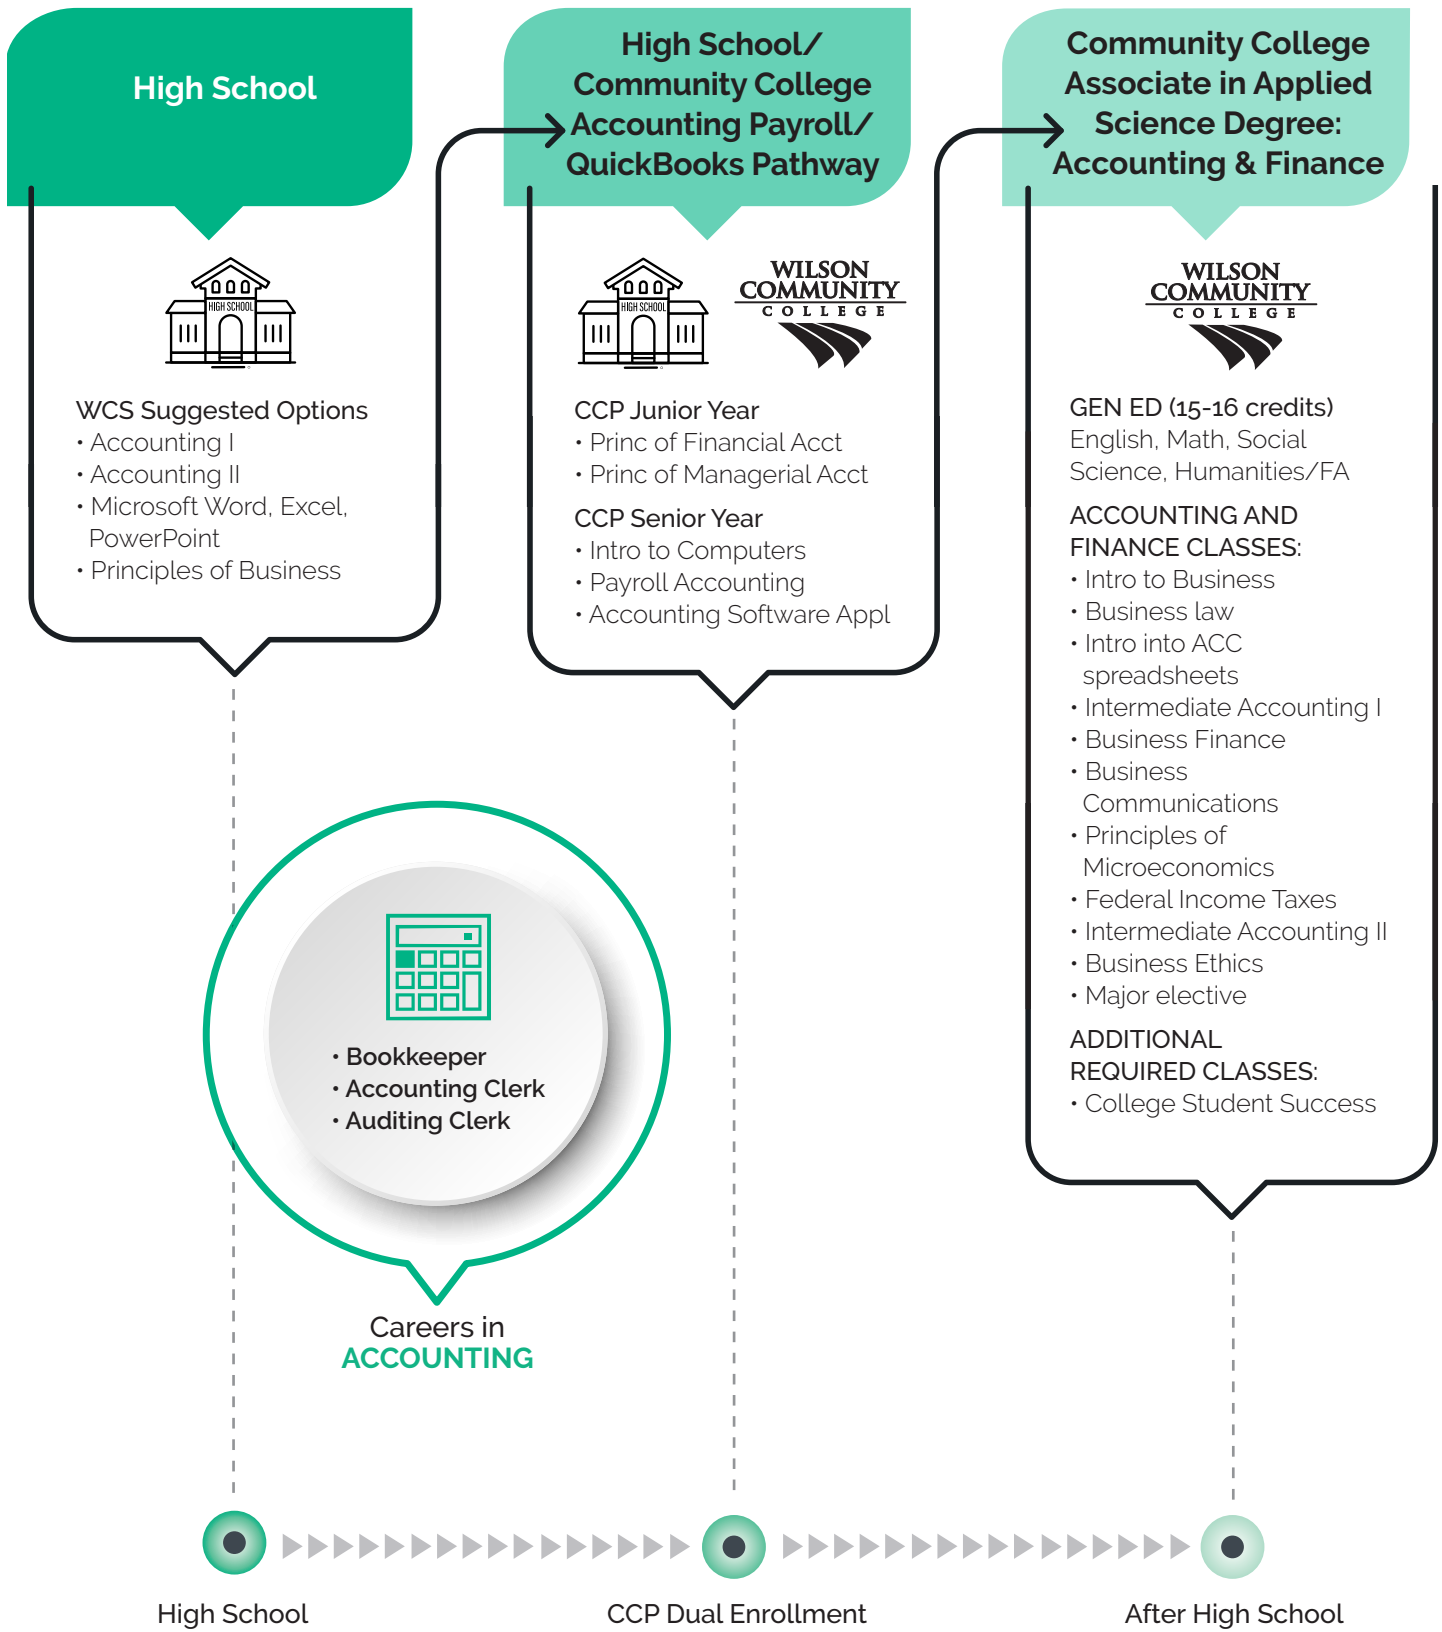 High School
WCS Suggested Options
• Accounting I
• Accounting II
• Microsoft Word, Excel,
PowerPoint
• Principles of Business
High School/
Community College
Accounting Payroll/
QuickBooks Pathway
WILSON
COMMUNITY
COLLEGE
CCP Junior Year
• Princ of Financial Acct
• Princ of Managerial Acct
CCP Senior Year
• Intro to Computers
• Payroll Accounting
• Accounting Software Appl
Community College
Associate in Applied
Science Degree:
Accounting & Finance
WILSON
COMMUNITY
COLLEGE
GEN ED (15-16 credits)
English, Math, Social
Science, Humanities/FA
ACCOUNTING AND
FINANCE CLASSES:
• Intro to Business
• Business law
• Intro into ACC
spreadsheets
• Intermediate Accounting I
• Business Finance
• Business
Communications
• Principles of
Microeconomics
• Federal Income Taxes
• Intermediate Accounting II
• Business Ethics
• Major elective
ADDITIONAL
REQUIRED CLASSES:
• College Student Success
HIGH SCHOOL
HIGH SCHOOL
• Bookkeeper
• Accounting Clerk
• Auditing Clerk
Careers in
ACCOUNTING
High School
CCP Dual Enrollment
After High School